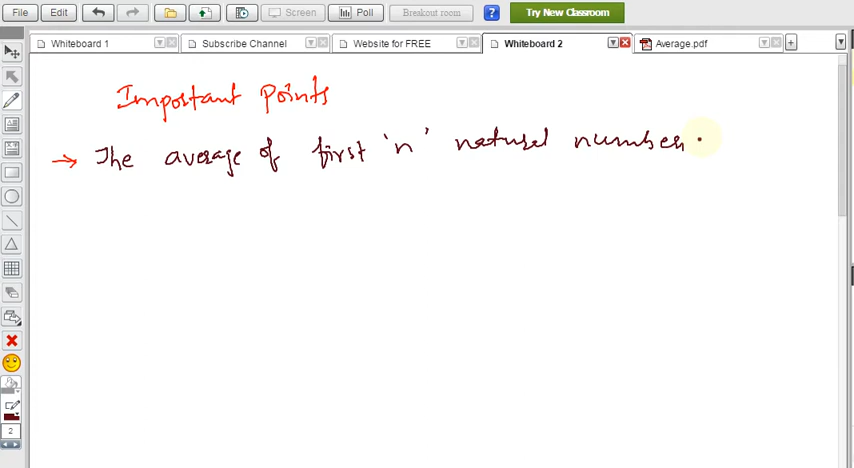 File Edit Screen Poll Breakout room ? Try New Classroom
Whiteboard 1 Subscribe Channel Website for FREE Whiteboard 2 Average.pdf +
Important Points
→ The average of first 'n' natural numbers
2